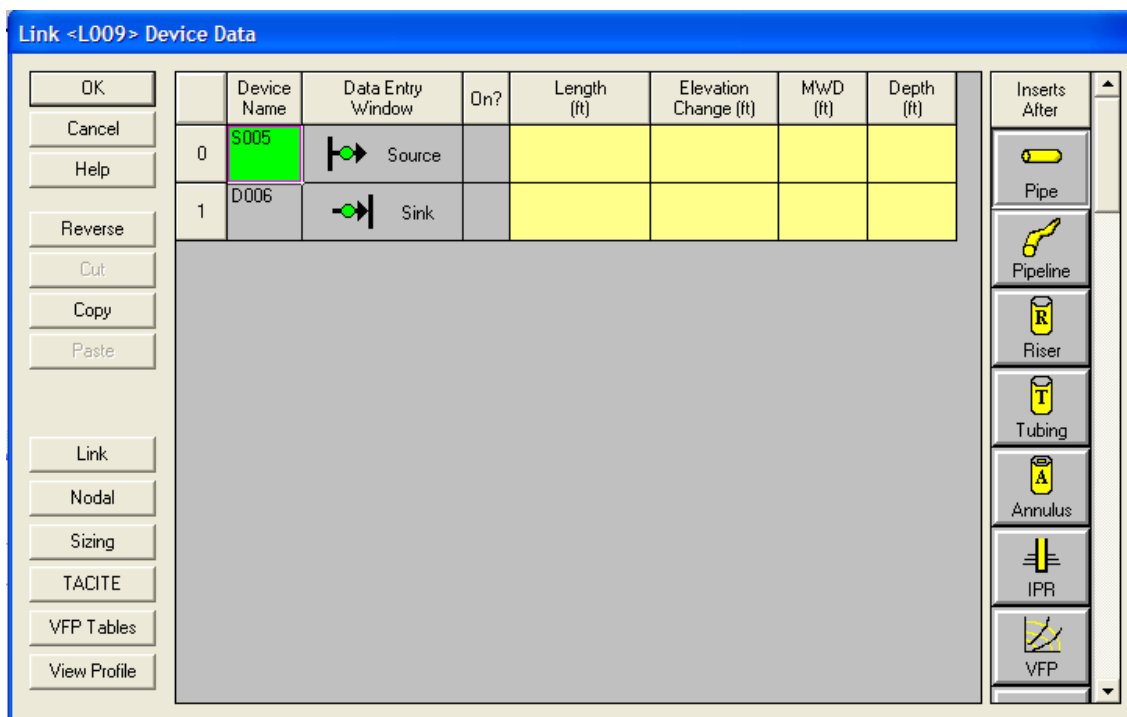 Link <L009> Device Data
OK
Cancel
Help
Reverse
Cut
Copy
Paste
Link
Nodal
Sizing
TACITE
VFP Tables
View Profile
Device Name
Data Entry Window
On?
Length (ft)
Elevation Change (ft)
MWD (ft)
Depth (ft)
0 S005 Source
1 D006 Sink
Inserts After
Pipe
Pipeline
R
Riser
T
Tubing
A
Annulus
IPR
VFP